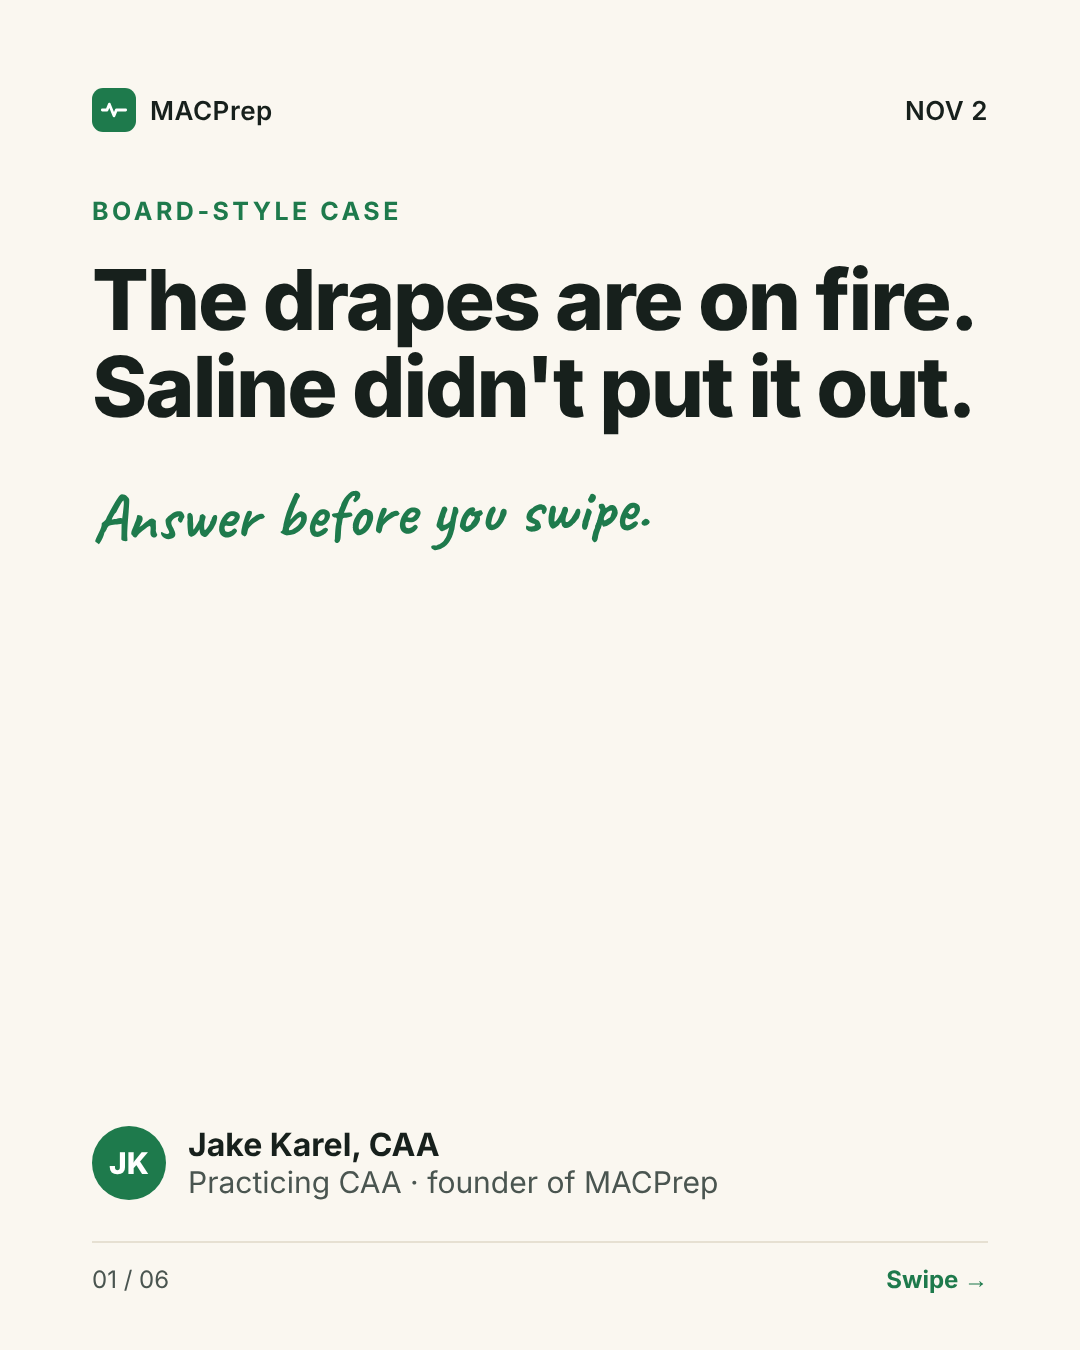 MACPrep
NOV 2
BOARD-STYLE CASE
The drapes are on fire.
Saline didn't put it out.
Answer before you swipe.
JK
Jake Karel, CAA
Practicing CAA · founder of MACPrep
01 / 06
Swipe →